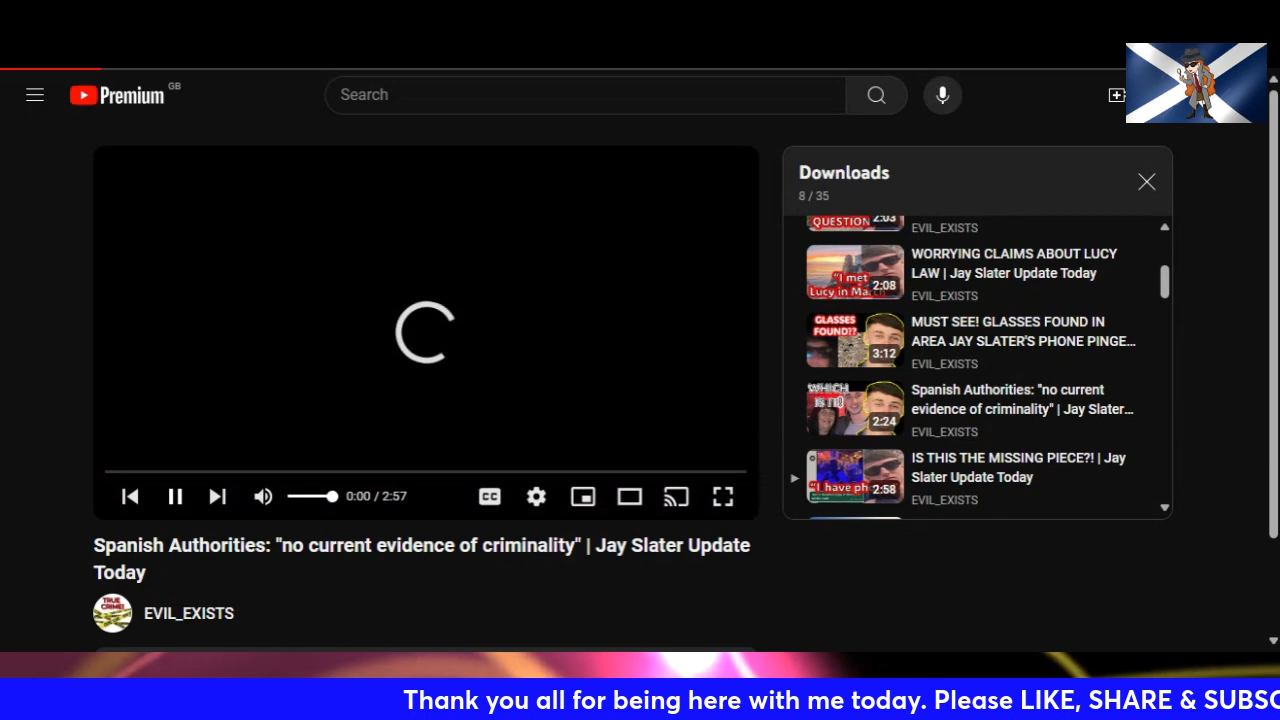 Premium GB
Search
Downloads
8 / 35
QUESTION
2:03
EVIL_EXISTS
"I met
Lucy in March
2:08
WORRYING CLAIMS ABOUT LUCY
LAW | Jay Slater Update Today
EVIL_EXISTS
GLASSES
FOUND??
3:12
MUST SEE! GLASSES FOUND IN
AREA JAY SLATER'S PHONE PINGE...
EVIL_EXISTS
WHICH
IS IT?
2:24
Spanish Authorities: "no current
evidence of criminality" | Jay Slater...
EVIL_EXISTS
"I have ph
2:58
IS THIS THE MISSING PIECE?! | Jay
Slater Update Today
EVIL_EXISTS
0:00 / 2:57
CC
Spanish Authorities: "no current evidence of criminality" | Jay Slater Update
Today
TRUE
CRIME!
EVIL_EXISTS
Thank you all for being here with me today. Please LIKE, SHARE & SUBSC